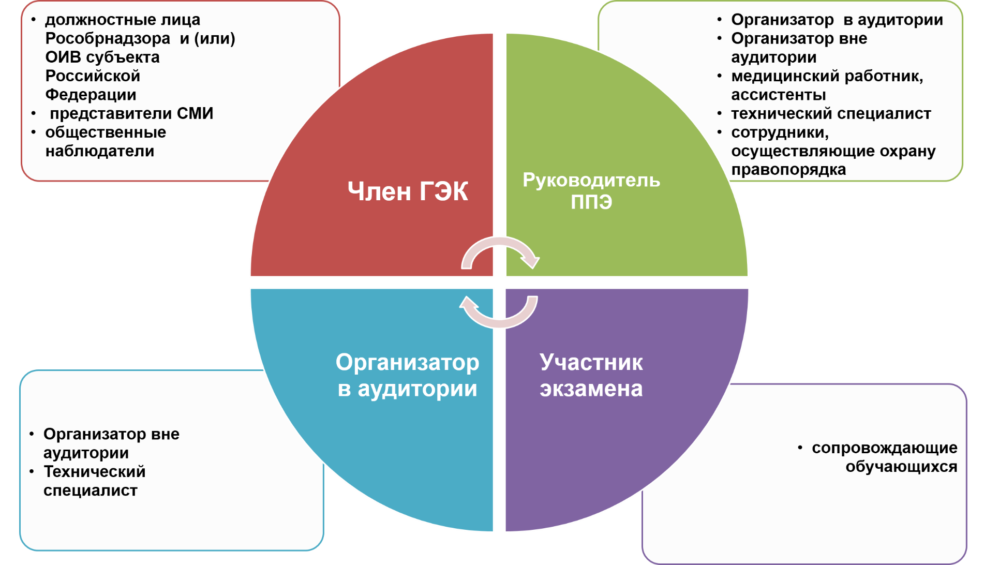 • должностные лица
Рособрнадзора и (или)
ОИВ субъекта
Российской
Федерации
• представители СМИ
• общественные
наблюдатели
• Организатор в аудитории
• Организатор вне
аудитории
• медицинский работник,
ассистенты
• технический специалист
• сотрудники,
осуществляющие охрану
правопорядка
Член ГЭК
Руководитель
ППЭ
Организатор
в аудитории
Участник
экзамена
• Организатор вне
аудитории
• Технический
специалист
• сопровождающие
обучающихся